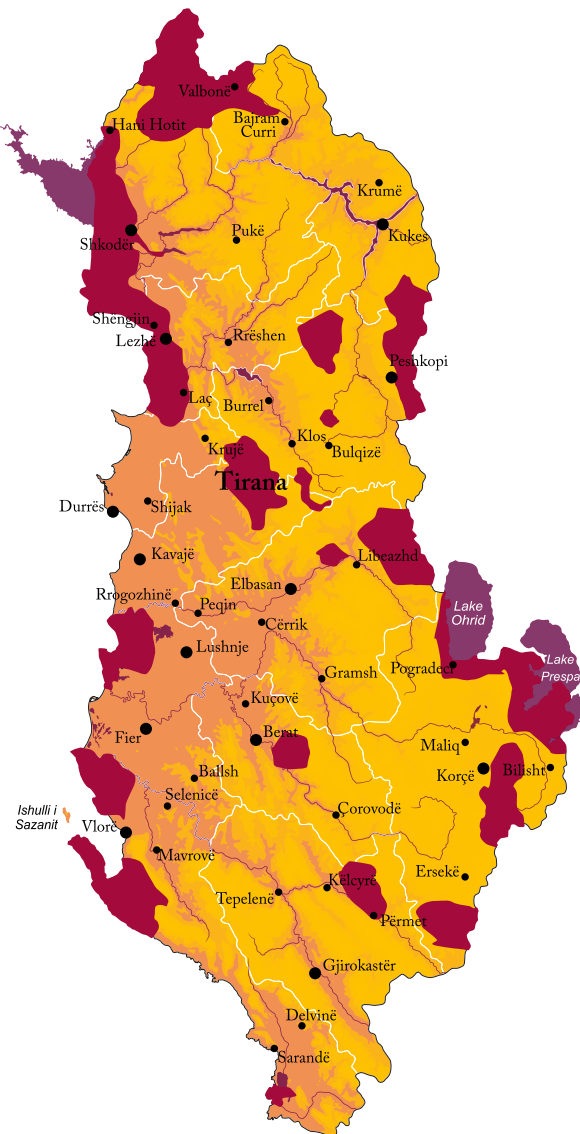 Valbonë
Hani Hotit
Bajram
Curri
Krumë
Shkodër
Pukë
Kukes
Shëngjin
Lezhë
Rrëshen
Peshkopi
Laç
Burrel
Krujë
Klos
Bulqizë
Tirana
Durrës
Shijak
Kavajë
Libeazhd
Elbasan
Rrogozhinë
Peqin
Cërrik
Lake
Ohrid
Lushnje
Gramsh
Pogradeci
Lake
Prespa
Kuçovë
Fier
Berat
Maliq
Korçë
Bilisht
Ballsh
Selenicë
Ishulli i
Sazanit
Vlorë
Çorovodë
Mavrovë
Ersekë
Këlcyrë
Tepelenë
Përmet
Gjirokastër
Delvinë
Sarandë